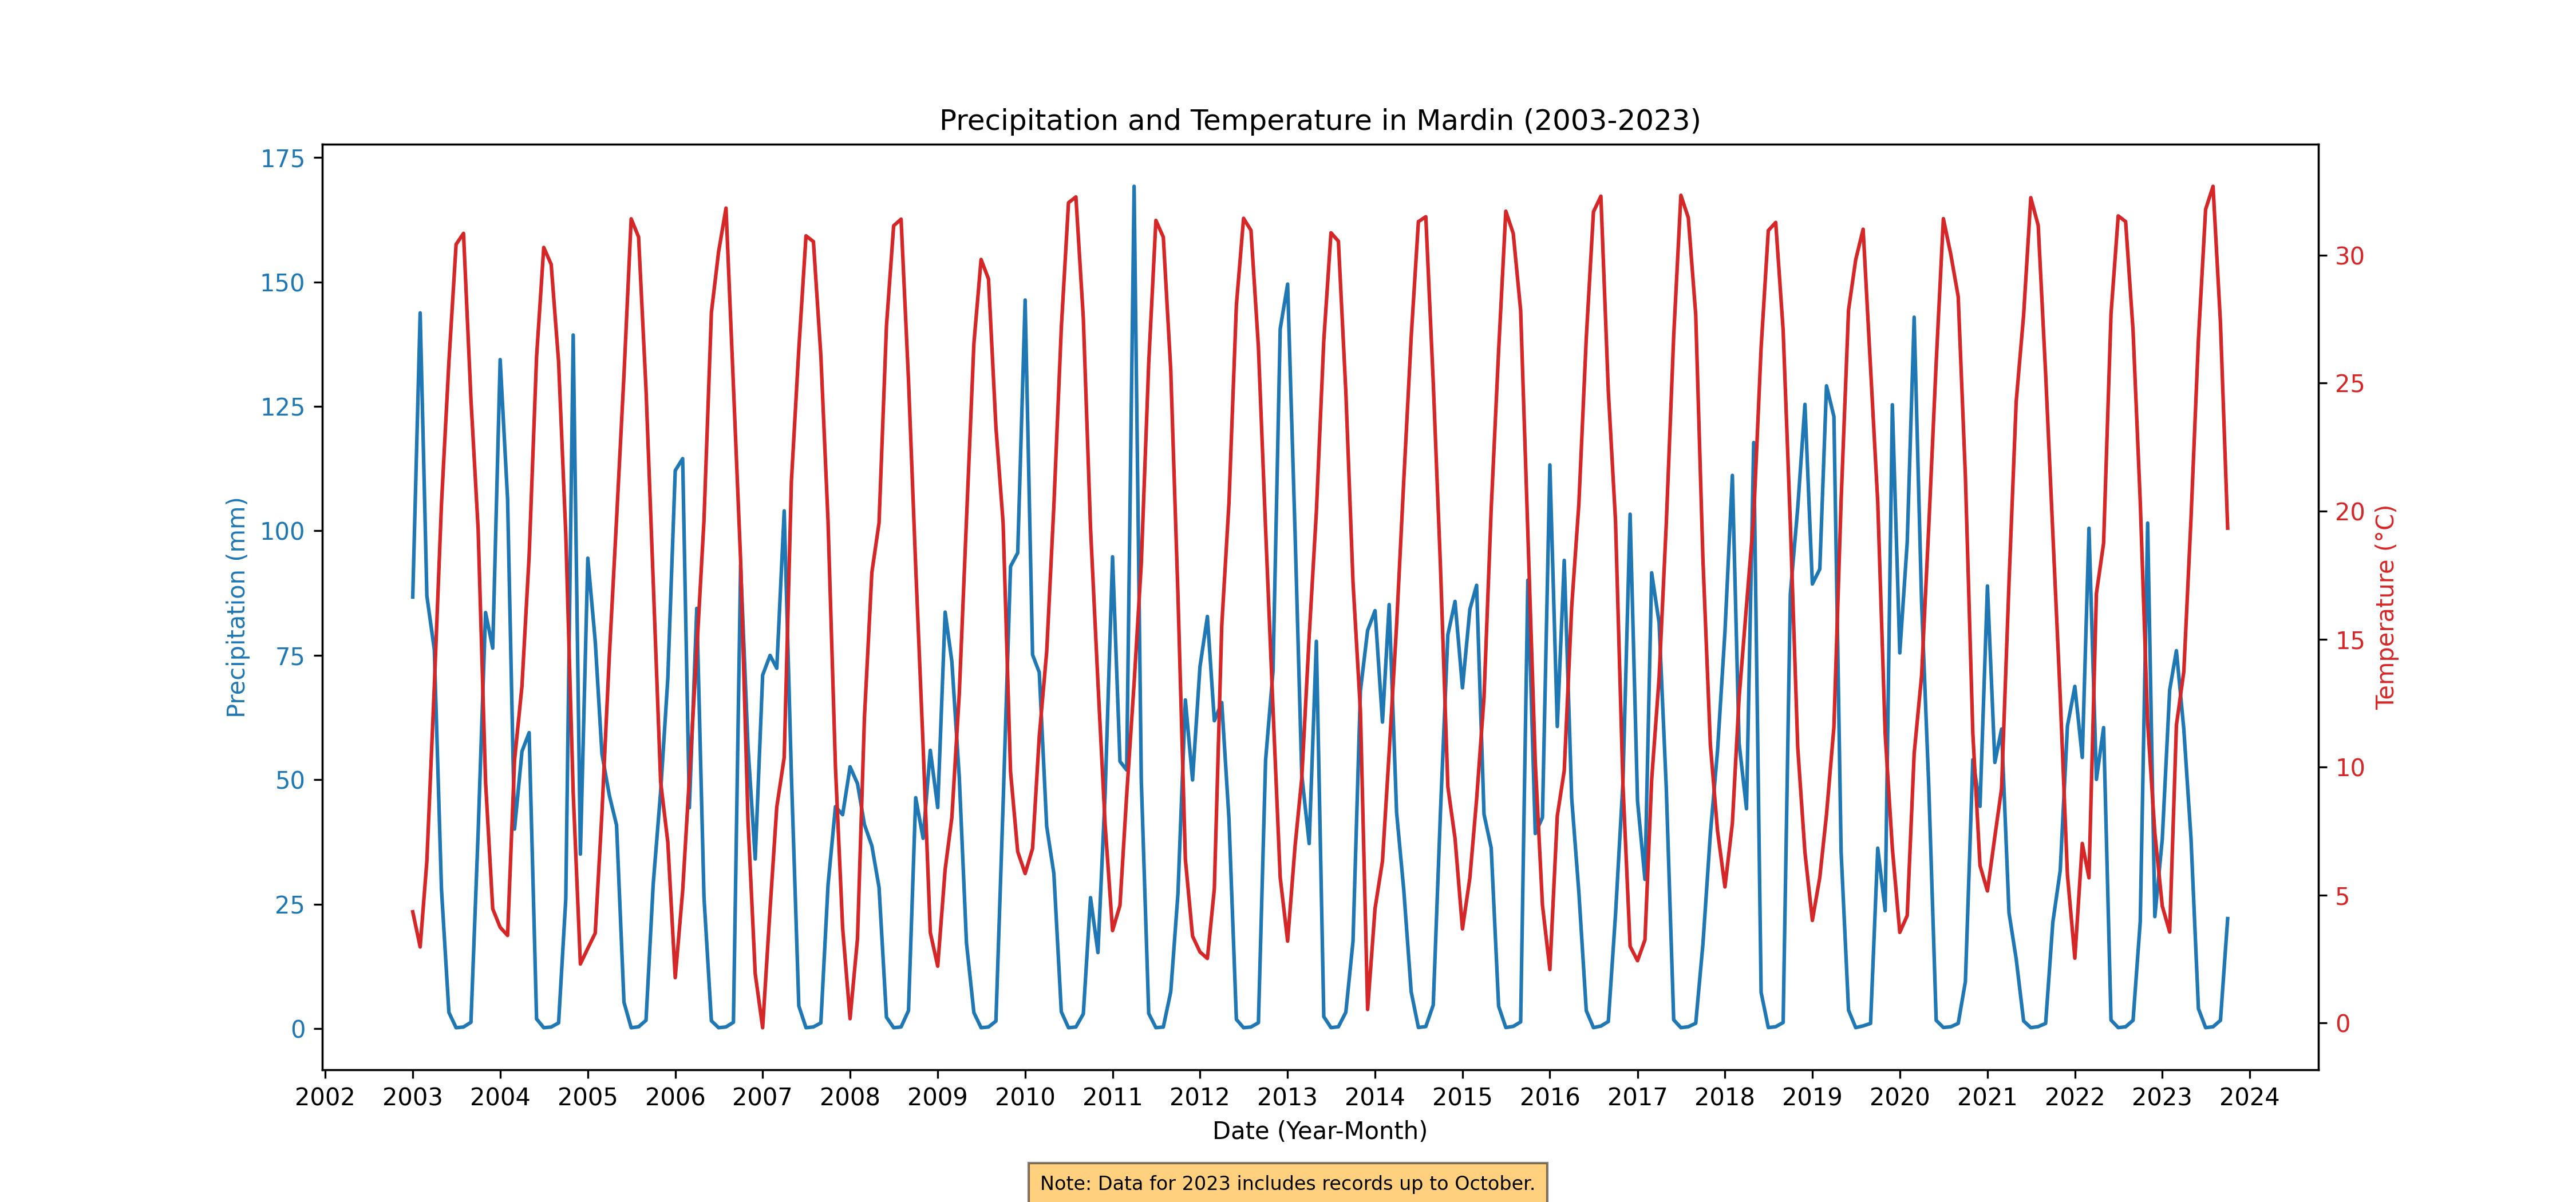 Precipitation and Temperature in Mardin (2003-2023)
175
150
125
100
75
50
25
0
Precipitation (mm)
30
25
20
15
10
5
0
Temperature (°C)
2002 2003 2004 2005 2006 2007 2008 2009 2010 2011 2012 2013 2014 2015 2016 2017 2018 2019 2020 2021 2022 2023 2024
Date (Year-Month)
Note: Data for 2023 includes records up to October.